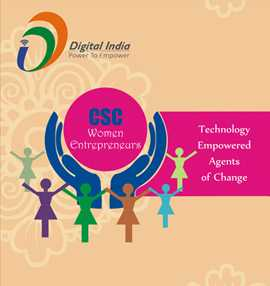 Digital India
Power To Empower
CSC
Women
Entrepreneurs
Technology
Empowered
Agents
of Change